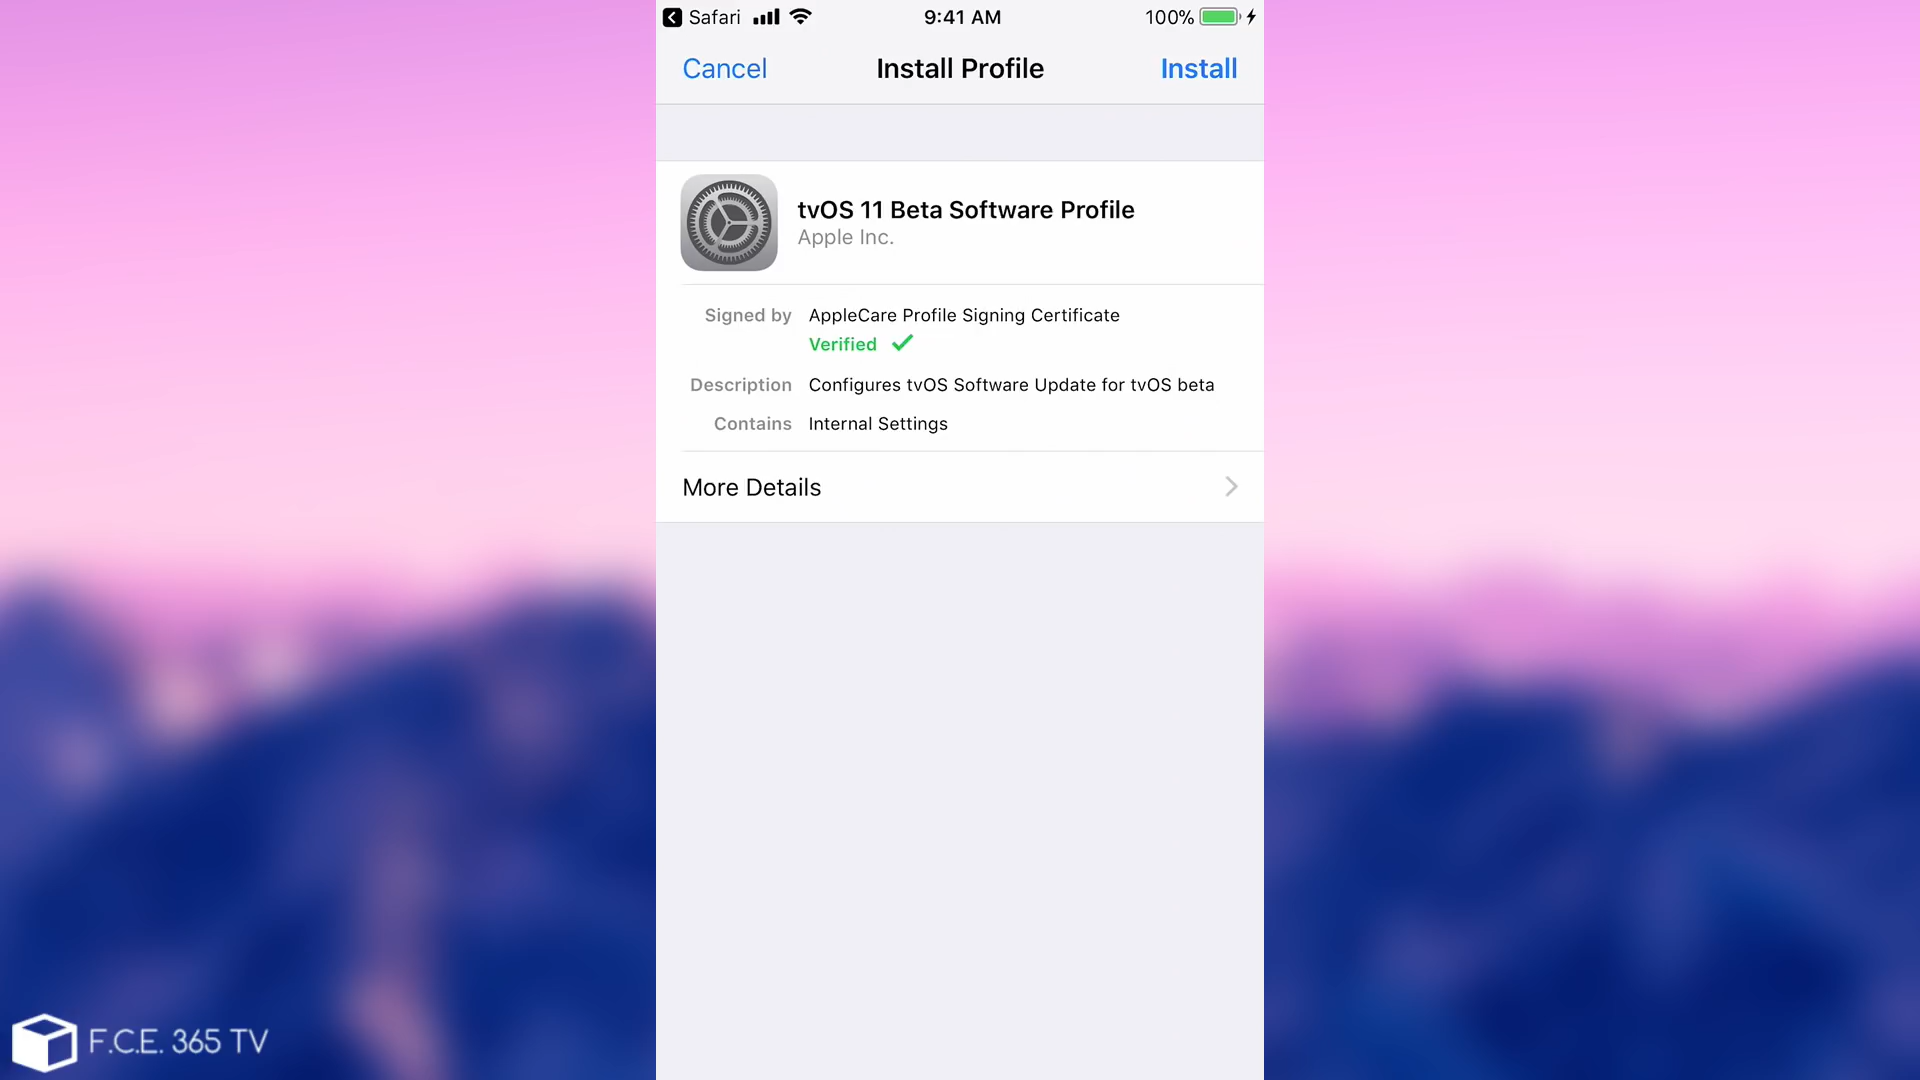 Safari
9:41 AM
100%
Cancel
Install Profile
Install
tvOS 11 Beta Software Profile
Apple Inc.
Signed by AppleCare Profile Signing Certificate
Verified
Description Configures tvOS Software Update for tvOS beta
Contains Internal Settings
More Details
F.C.E. 365 TV